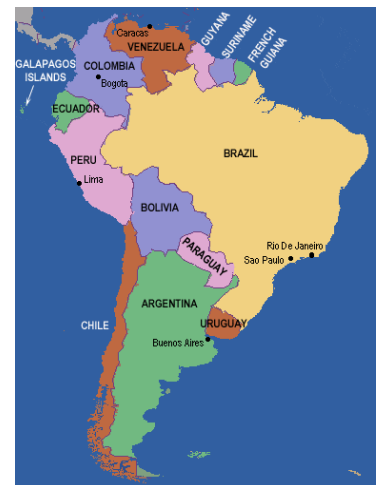 Caracas
VENEZUELA
GUYANA
SURINAME
FRENCH
GUIANA
GALAPAGOS
ISLANDS
COLOMBIA
Bogota
ECUADOR
PERU
Lima
BRAZIL
BOLIVIA
PARAGUAY
Rio De Janeiro
Sao Paulo
ARGENTINA
CHILE
URUGUAY
Buenos Aires